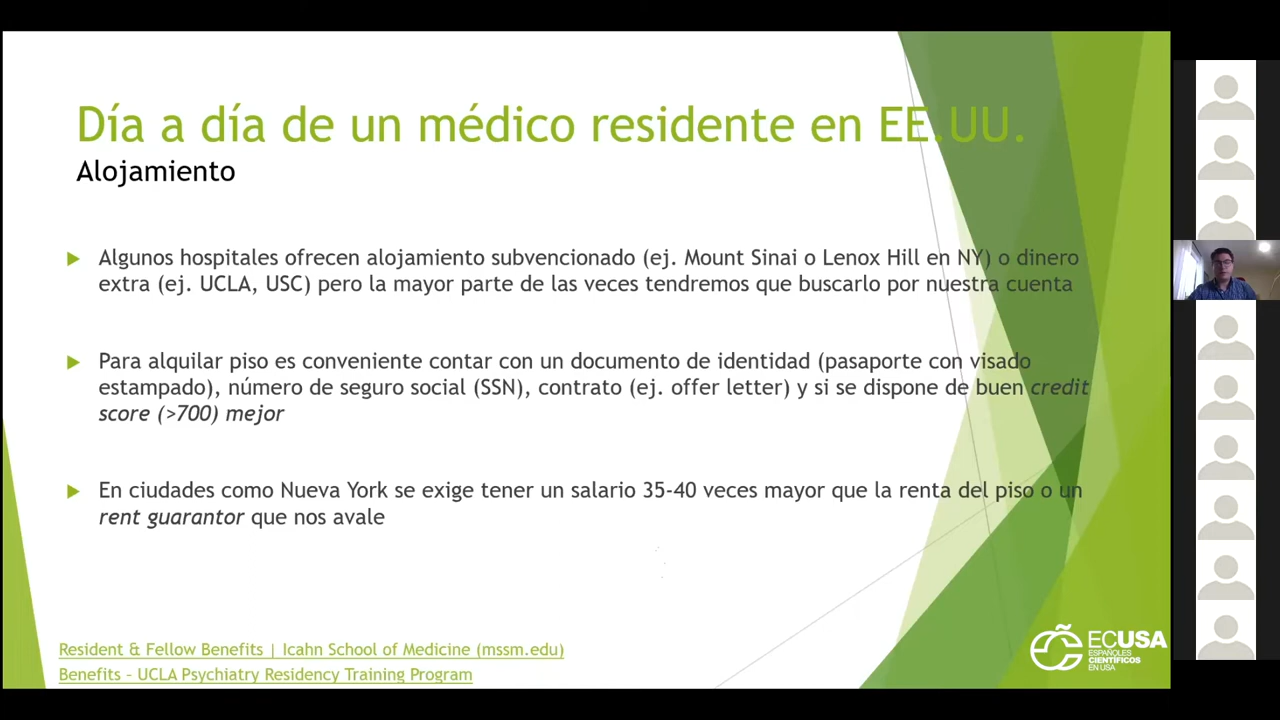 Día a día de un médico residente en EE.UU.
Alojamiento
Algunos hospitales ofrecen alojamiento subvencionado (ej. Mount Sinai o Lenox Hill en NY) o dinero
extra (ej. UCLA, USC) pero la mayor parte de las veces tendremos que buscarlo por nuestra cuenta
Para alquilar piso es conveniente contar con un documento de identidad (pasaporte con visado
estampado), número de seguro social (SSN), contrato (ej. offer letter) y si se dispone de buen credit
score (>700) mejor
En ciudades como Nueva York se exige tener un salario 35-40 veces mayor que la renta del piso o un
rent guarantor que nos avale
Resident & Fellow Benefits | Icahn School of Medicine (mssm.edu)
Benefits – UCLA Psychiatry Residency Training Program
ECUSA
ESPAÑOLES
CIENTÍFICOS
EN USA